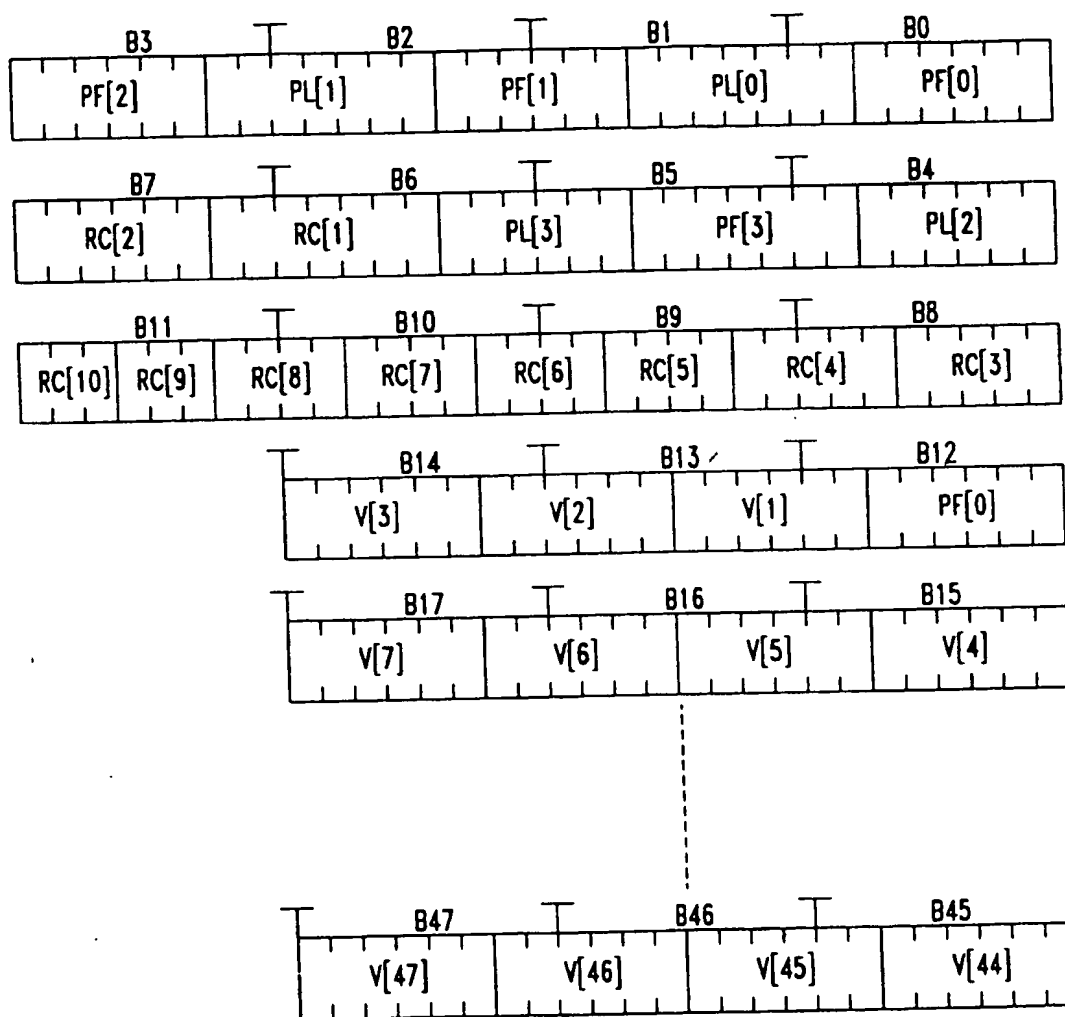 B3 B2 B1 B0
PF[2] PL[1] PF[1] PL[0] PF[0]
B7 B6 B5 B4
RC[2] RC[1] PL[3] PF[3] PL[2]
B11 B10 B9 B8
RC[10] RC[9] RC[8] RC[7] RC[6] RC[5] RC[4] RC[3]
B14 B13 B12
V[3] V[2] V[1] PF[0]
B17 B16 B15
V[7] V[6] V[5] V[4]
B47 B46 B45
V[47] V[46] V[45] V[44]